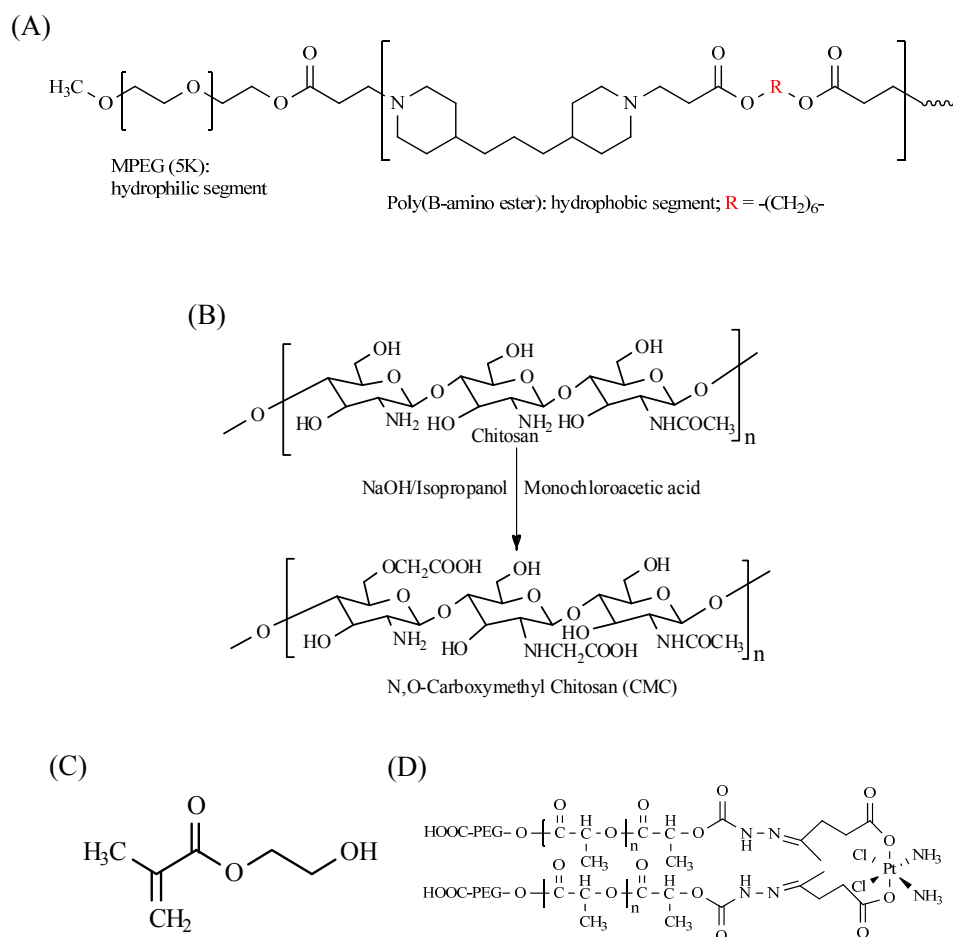 (A)
H3C
O
O
O
O
O
N
N
O
O
R
O
O
MPEG (5K):
hydrophilic segment
Poly(B-amino ester): hydrophobic segment; R = -(CH2)6-
(B)
OH OH OH
O O O O O O O
HO NH2 HO NH2 HO NHCOCH3 n
Chitosan
NaOH/Isopropanol Monochloroacetic acid
OCH2COOH OH OH
O O O O O O O
HO NH2 HO NHCH2COOH HO NHCOCH3 n
N,O-Carboxymethyl Chitosan (CMC)
(C)
O
H3C O OH
CH2
(D)
O H O H O O
HOOC-PEG-O C C O n C C O N H N O
CH3 CH3
Cl Pt NH3
HOOC-PEG-O C C O n C C O N H N Cl O NH3
O H O H
CH3 CH3 O O